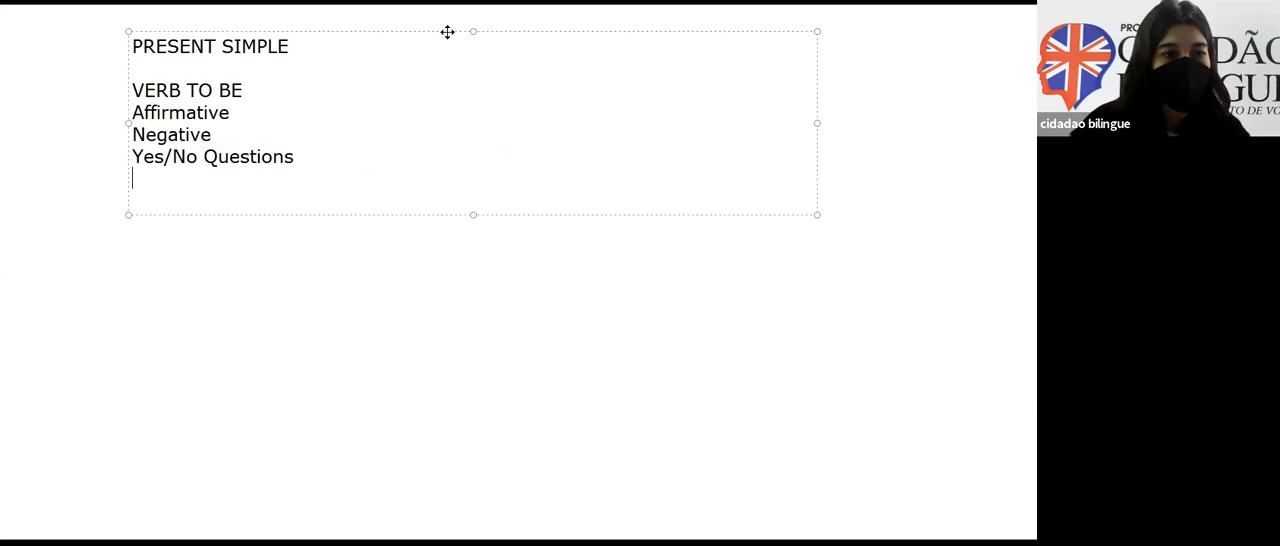 PRESENT SIMPLE
VERB TO BE
Affirmative
Negative
Yes/No Questions
cidadao bilingue